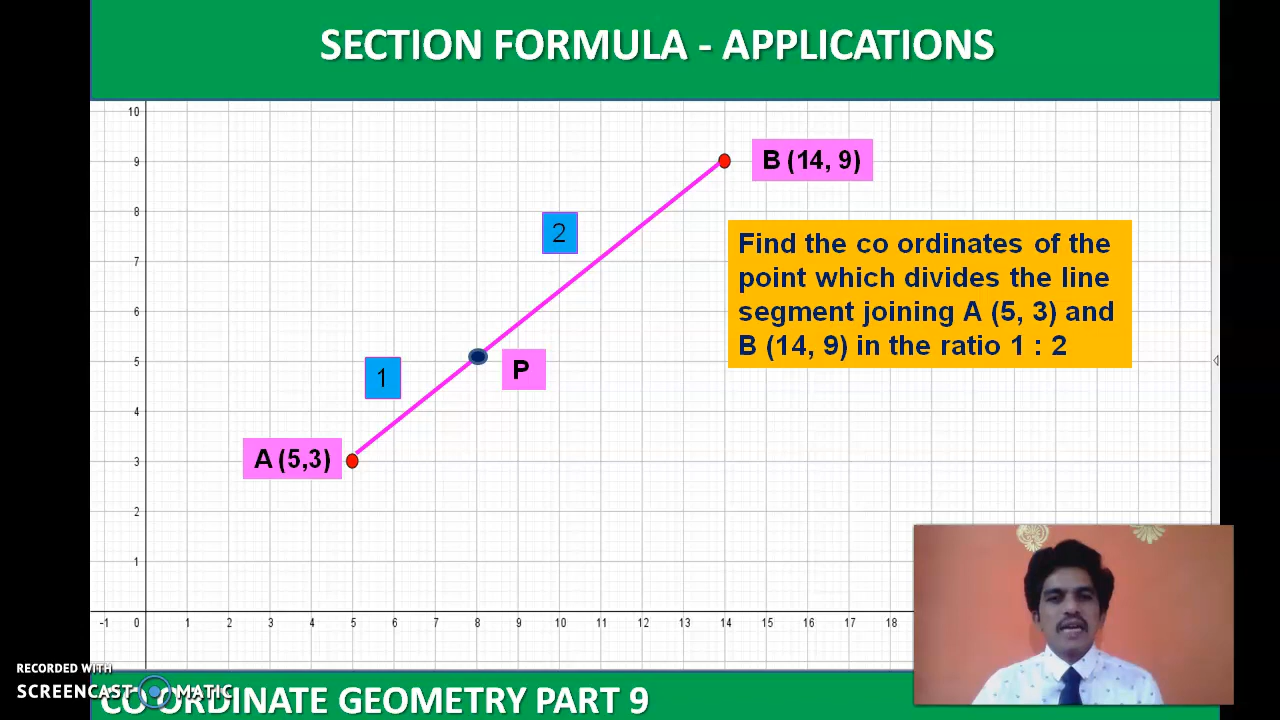 SECTION FORMULA - APPLICATIONS
10
9
B (14, 9)
8
2
Find the co ordinates of the
point which divides the line
segment joining A (5, 3) and
B (14, 9) in the ratio 1 : 2
7
6
5
P
1
4
A (5,3)
3
2
1
-1 0 1 2 3 4 5 6 7 8 9 10 11 12 13 14 15 16 17 18
RECORDED WITH
SCREENCAST-O-MATIC
CO ORDINATE GEOMETRY PART 9